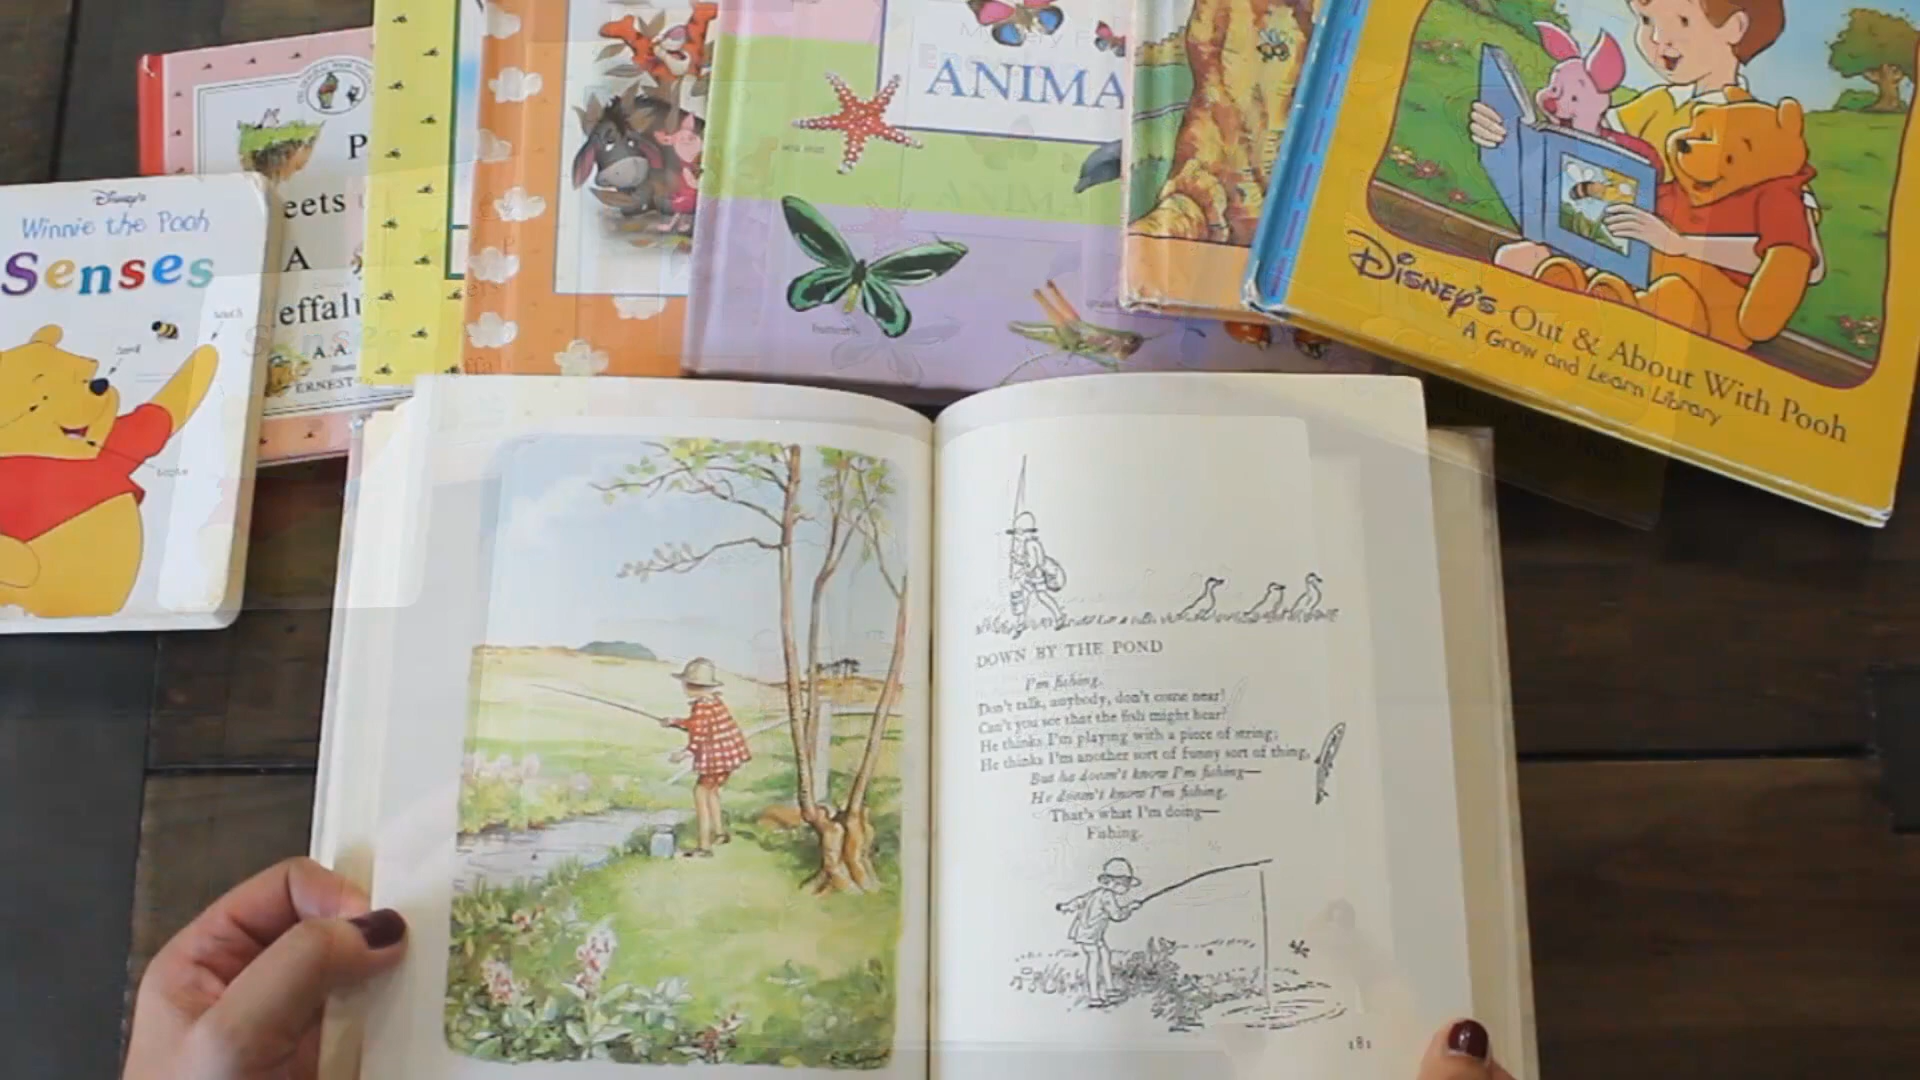 Disney's
Winnie the Pooh
Senses
P
eets
A
effalu
A.A.
ERNEST
ANIMA
butterfly
DISNEY'S Out & About With Pooh
A Grow and Learn Library
DOWN BY THE POND
I'm fishing.
Don't talk, anybody, don't come near!
Can't you see that the fish might hear?
He thinks I'm playing with a piece of string;
He thinks I'm another sort of funny sort of thing,
But he doesn't know I'm fishing—
He doesn't know I'm fishing.
That's what I'm doing—
Fishing.
181